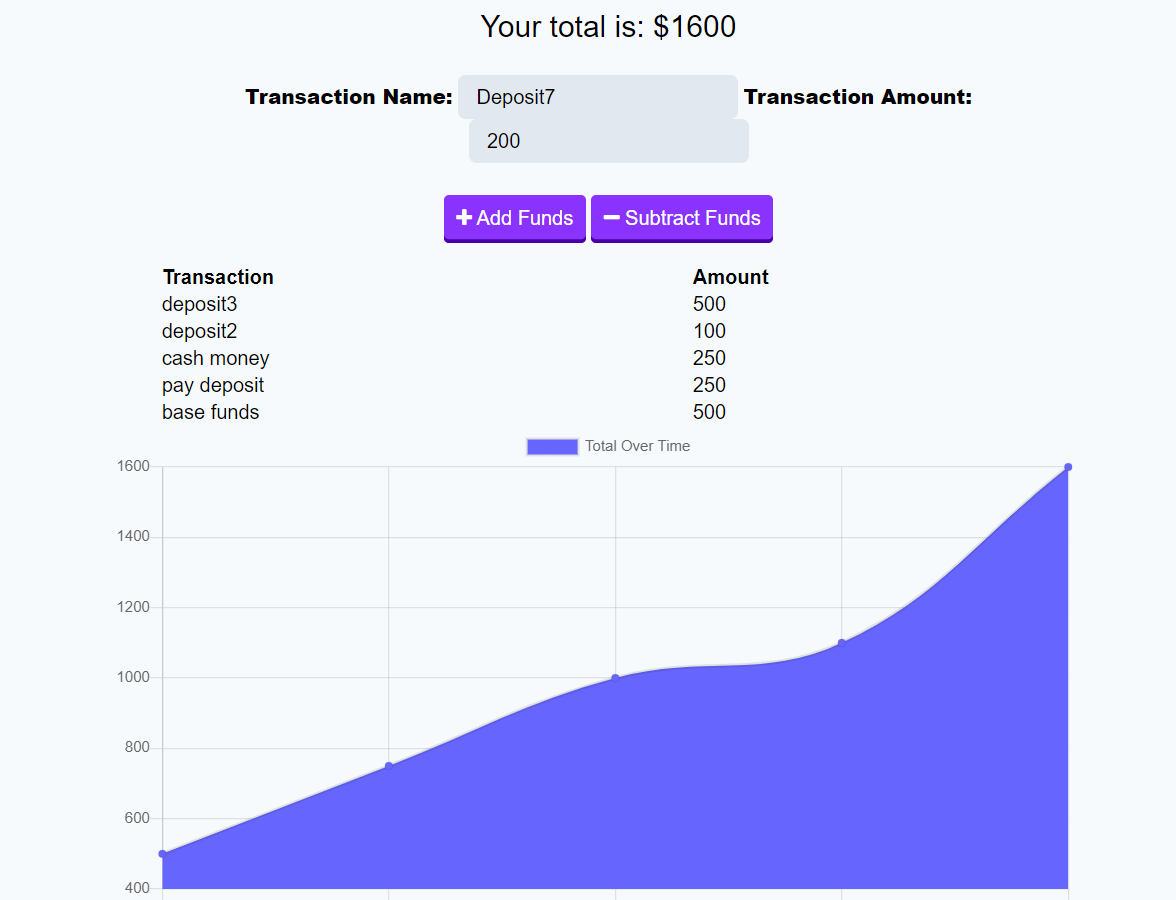 Your total is: $1600
Transaction Name: Deposit7 Transaction Amount:
200
Add Funds Subtract Funds
Transaction Amount
deposit3 500
deposit2 100
cash money 250
pay deposit 250
base funds 500
Total Over Time
1600
1400
1200
1000
800
600
400